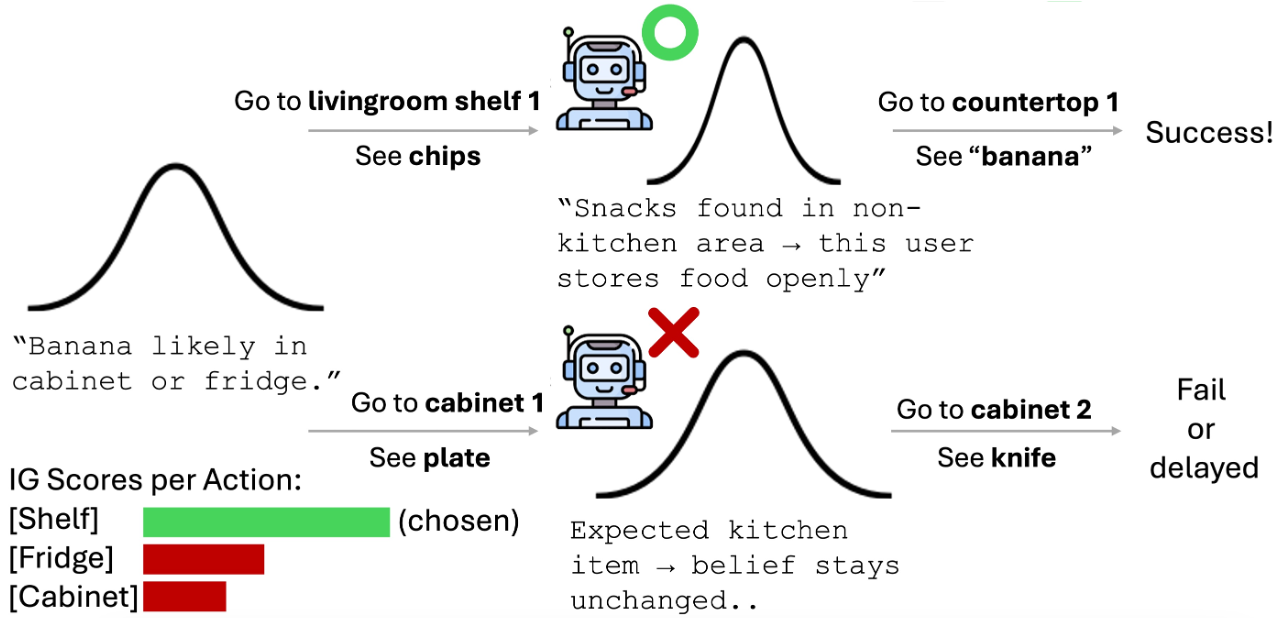 Go to livingroom shelf 1
See chips
Go to countertop 1
See “banana”
Success!
“Snacks found in non-
kitchen area → this user
stores food openly”
“Banana likely in
cabinet or fridge.”
Go to cabinet 1
See plate
Go to cabinet 2
See knife
Fail
or
delayed
Expected kitchen
item → belief stays
unchanged..
IG Scores per Action:
[Shelf] (chosen)
[Fridge]
[Cabinet]